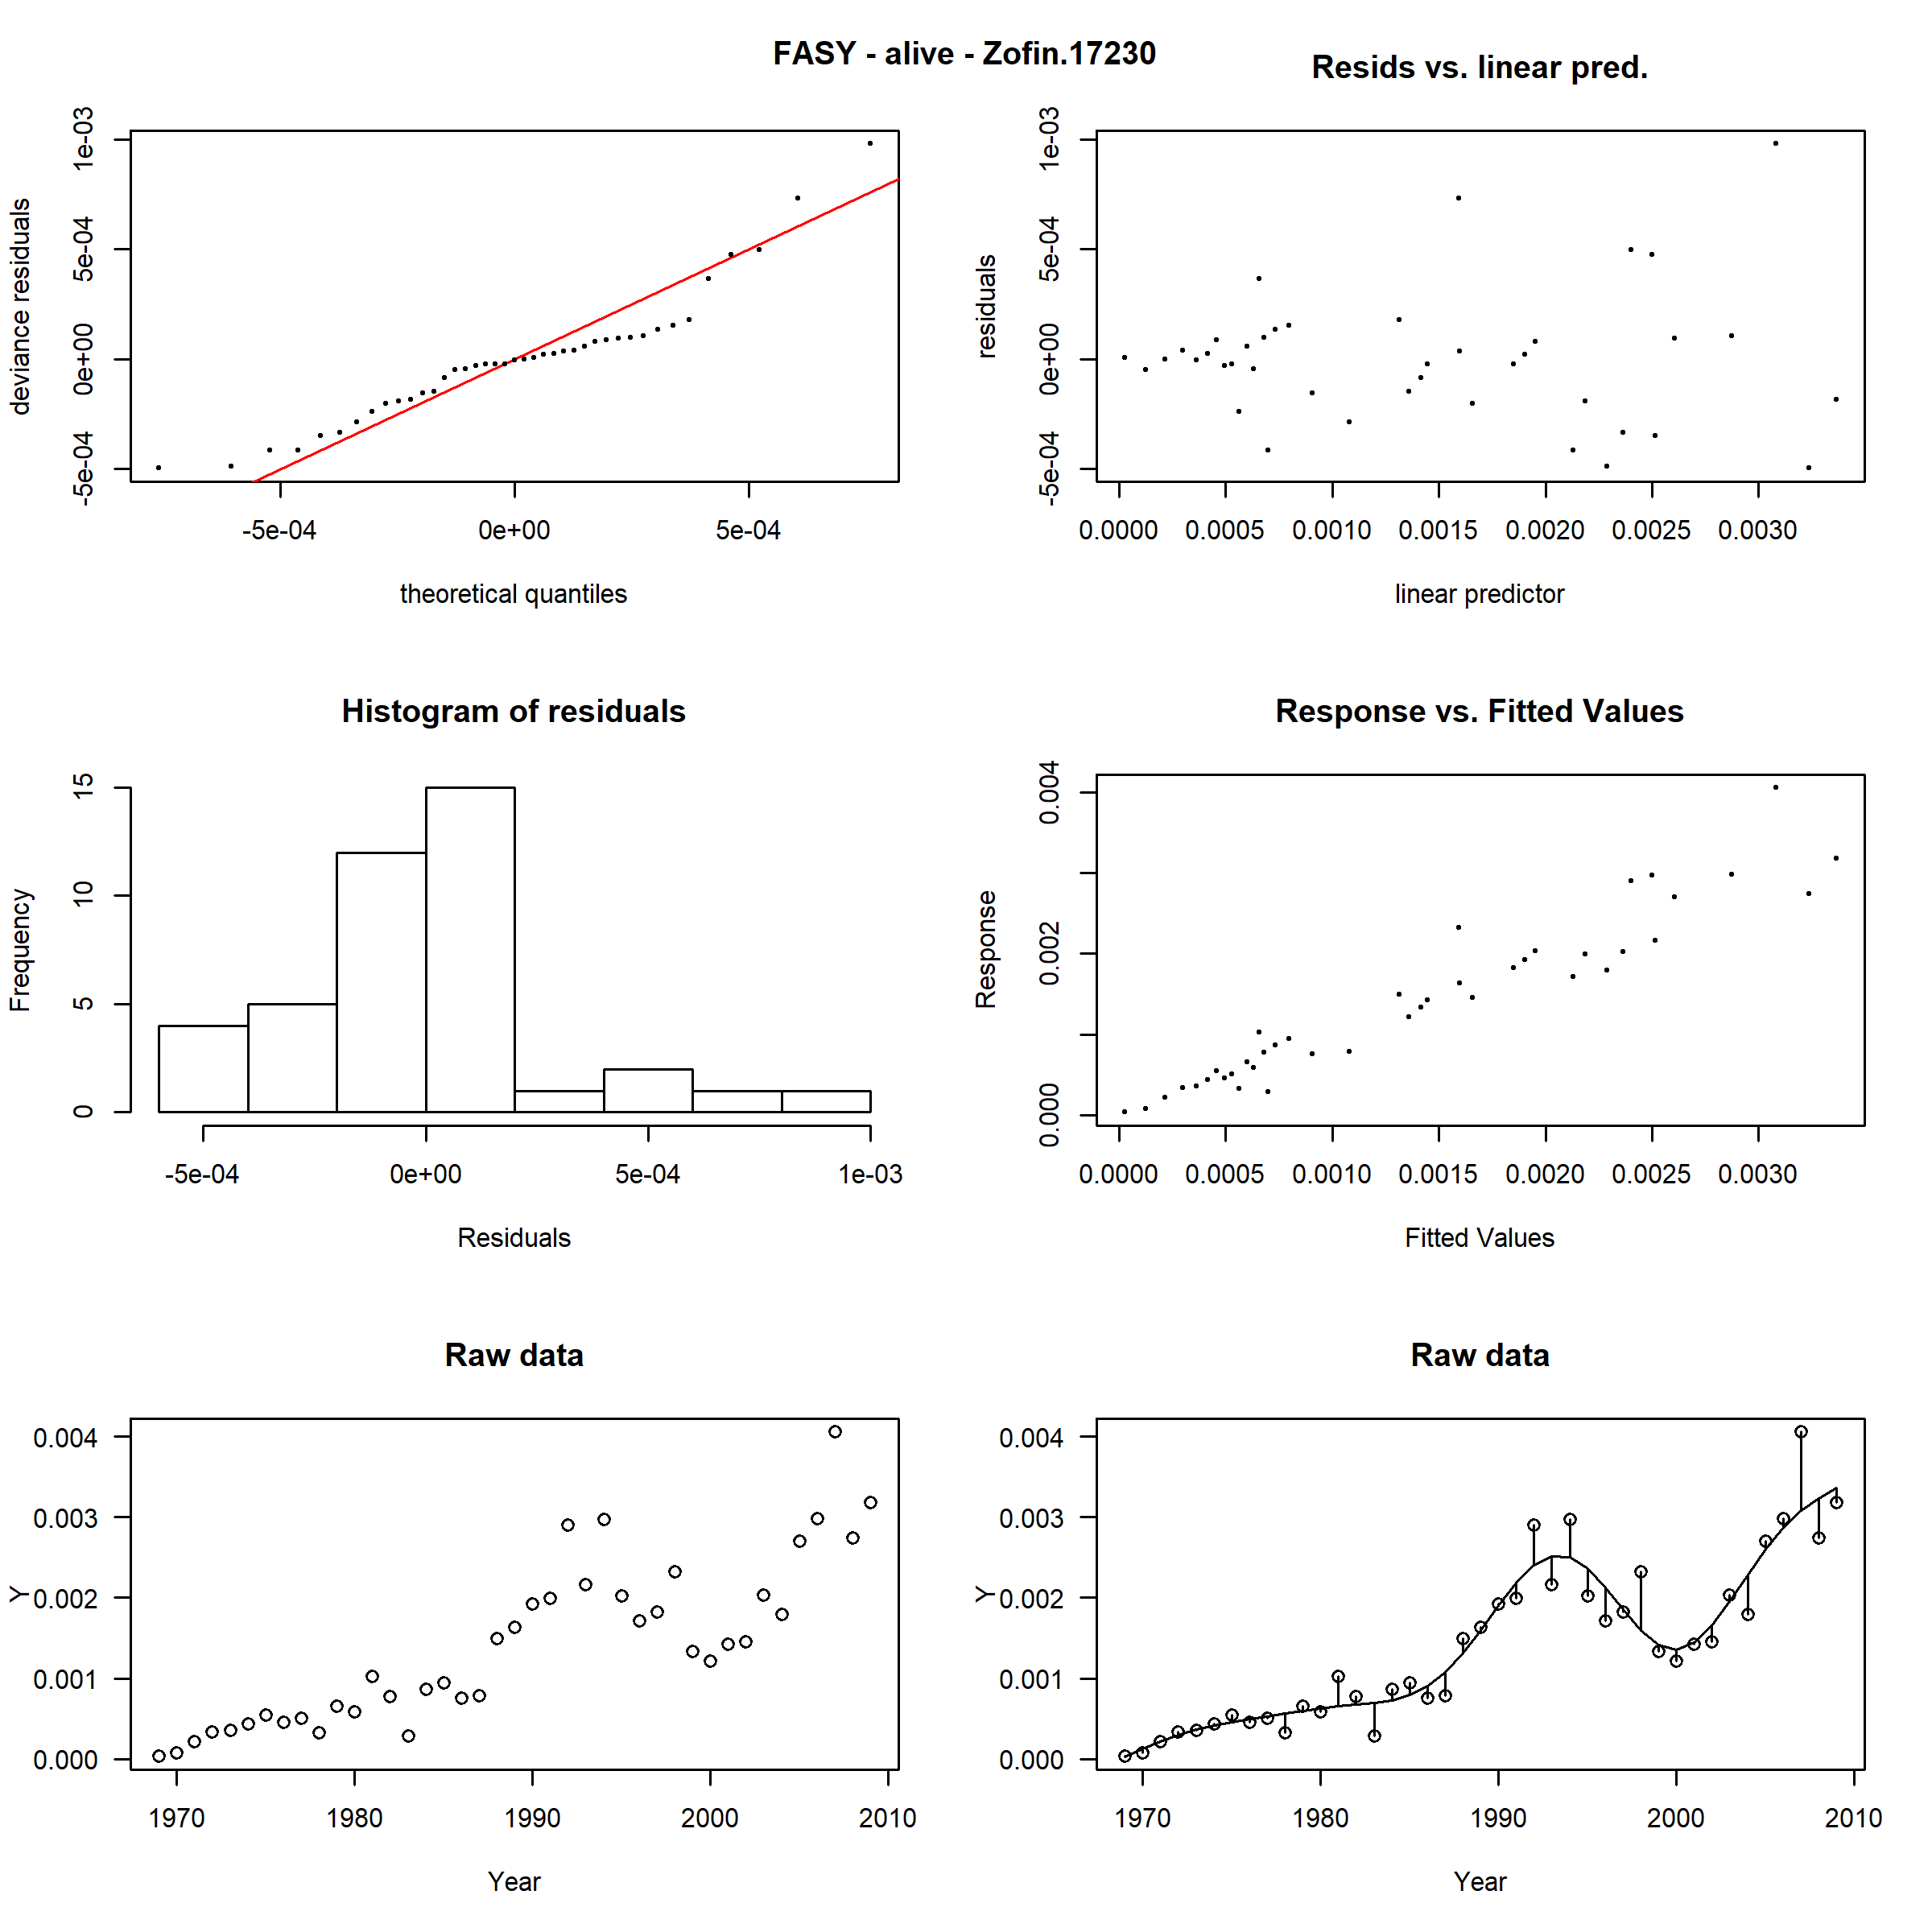 FASY - alive - Zofin.17230
deviance residuals
-5e-04 0e+00 5e-04 1e-03
-5e-04 0e+00 5e-04
theoretical quantiles
Resids vs. linear pred.
residuals
-5e-04 0e+00 5e-04 1e-03
0.0000 0.0005 0.0010 0.0015 0.0020 0.0025 0.0030
linear predictor
Histogram of residuals
Frequency
0 5 10 15
-5e-04 0e+00 5e-04 1e-03
Residuals
Response vs. Fitted Values
Response
0.000 0.002 0.004
0.0000 0.0005 0.0010 0.0015 0.0020 0.0025 0.0030
Fitted Values
Raw data
Y
0.004
0.003
0.002
0.001
0.000
1970 1980 1990 2000 2010
Year
Raw data
Y
0.004
0.003
0.002
0.001
0.000
1970 1980 1990 2000 2010
Year